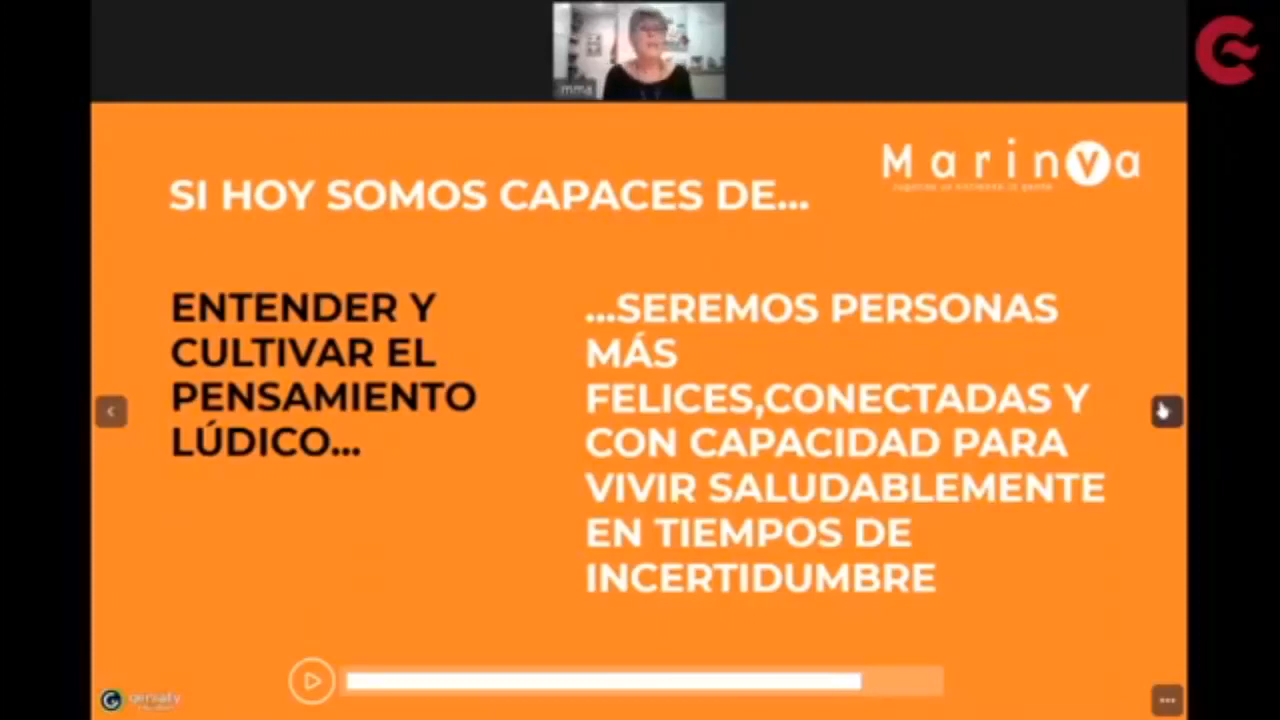 SI HOY SOMOS CAPACES DE...
Marinva
ENTENDER Y
CULTIVAR EL
PENSAMIENTO
LÚDICO...
...SEREMOS PERSONAS
MÁS
FELICES,CONECTADAS Y
CON CAPACIDAD PARA
VIVIR SALUDABLEMENTE
EN TIEMPOS DE
INCERTIDUMBRE
genially